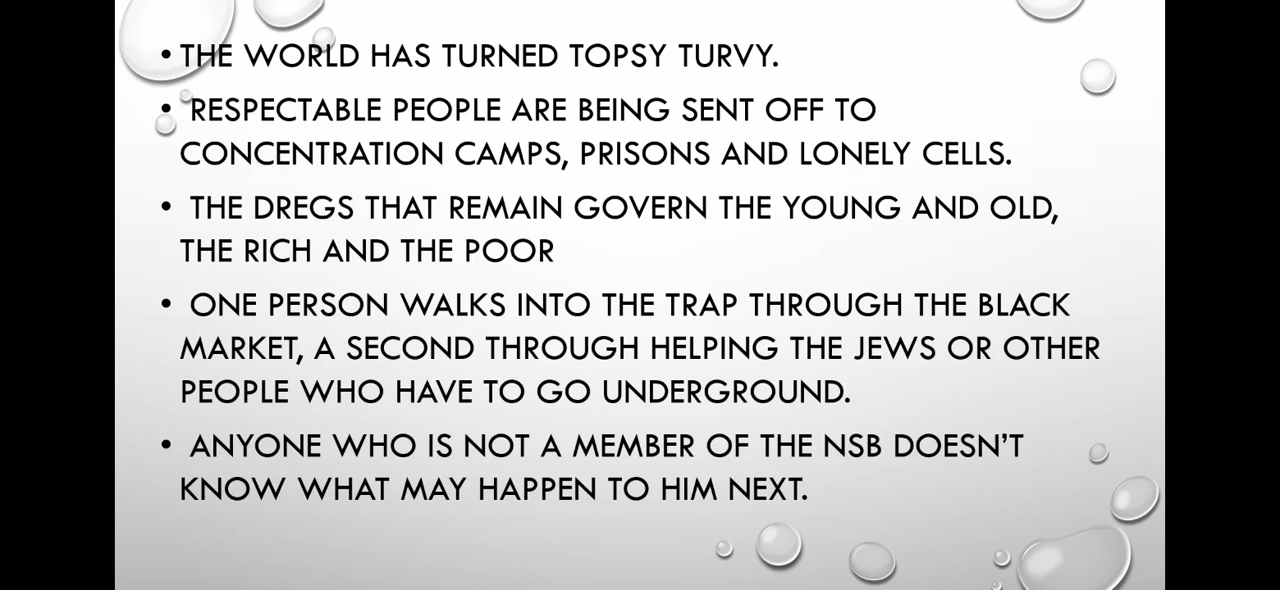 • THE WORLD HAS TURNED TOPSY TURVY.
• RESPECTABLE PEOPLE ARE BEING SENT OFF TO
CONCENTRATION CAMPS, PRISONS AND LONELY CELLS.
• THE DREGS THAT REMAIN GOVERN THE YOUNG AND OLD,
THE RICH AND THE POOR
• ONE PERSON WALKS INTO THE TRAP THROUGH THE BLACK
MARKET, A SECOND THROUGH HELPING THE JEWS OR OTHER
PEOPLE WHO HAVE TO GO UNDERGROUND.
• ANYONE WHO IS NOT A MEMBER OF THE NSB DOESN’T
KNOW WHAT MAY HAPPEN TO HIM NEXT.